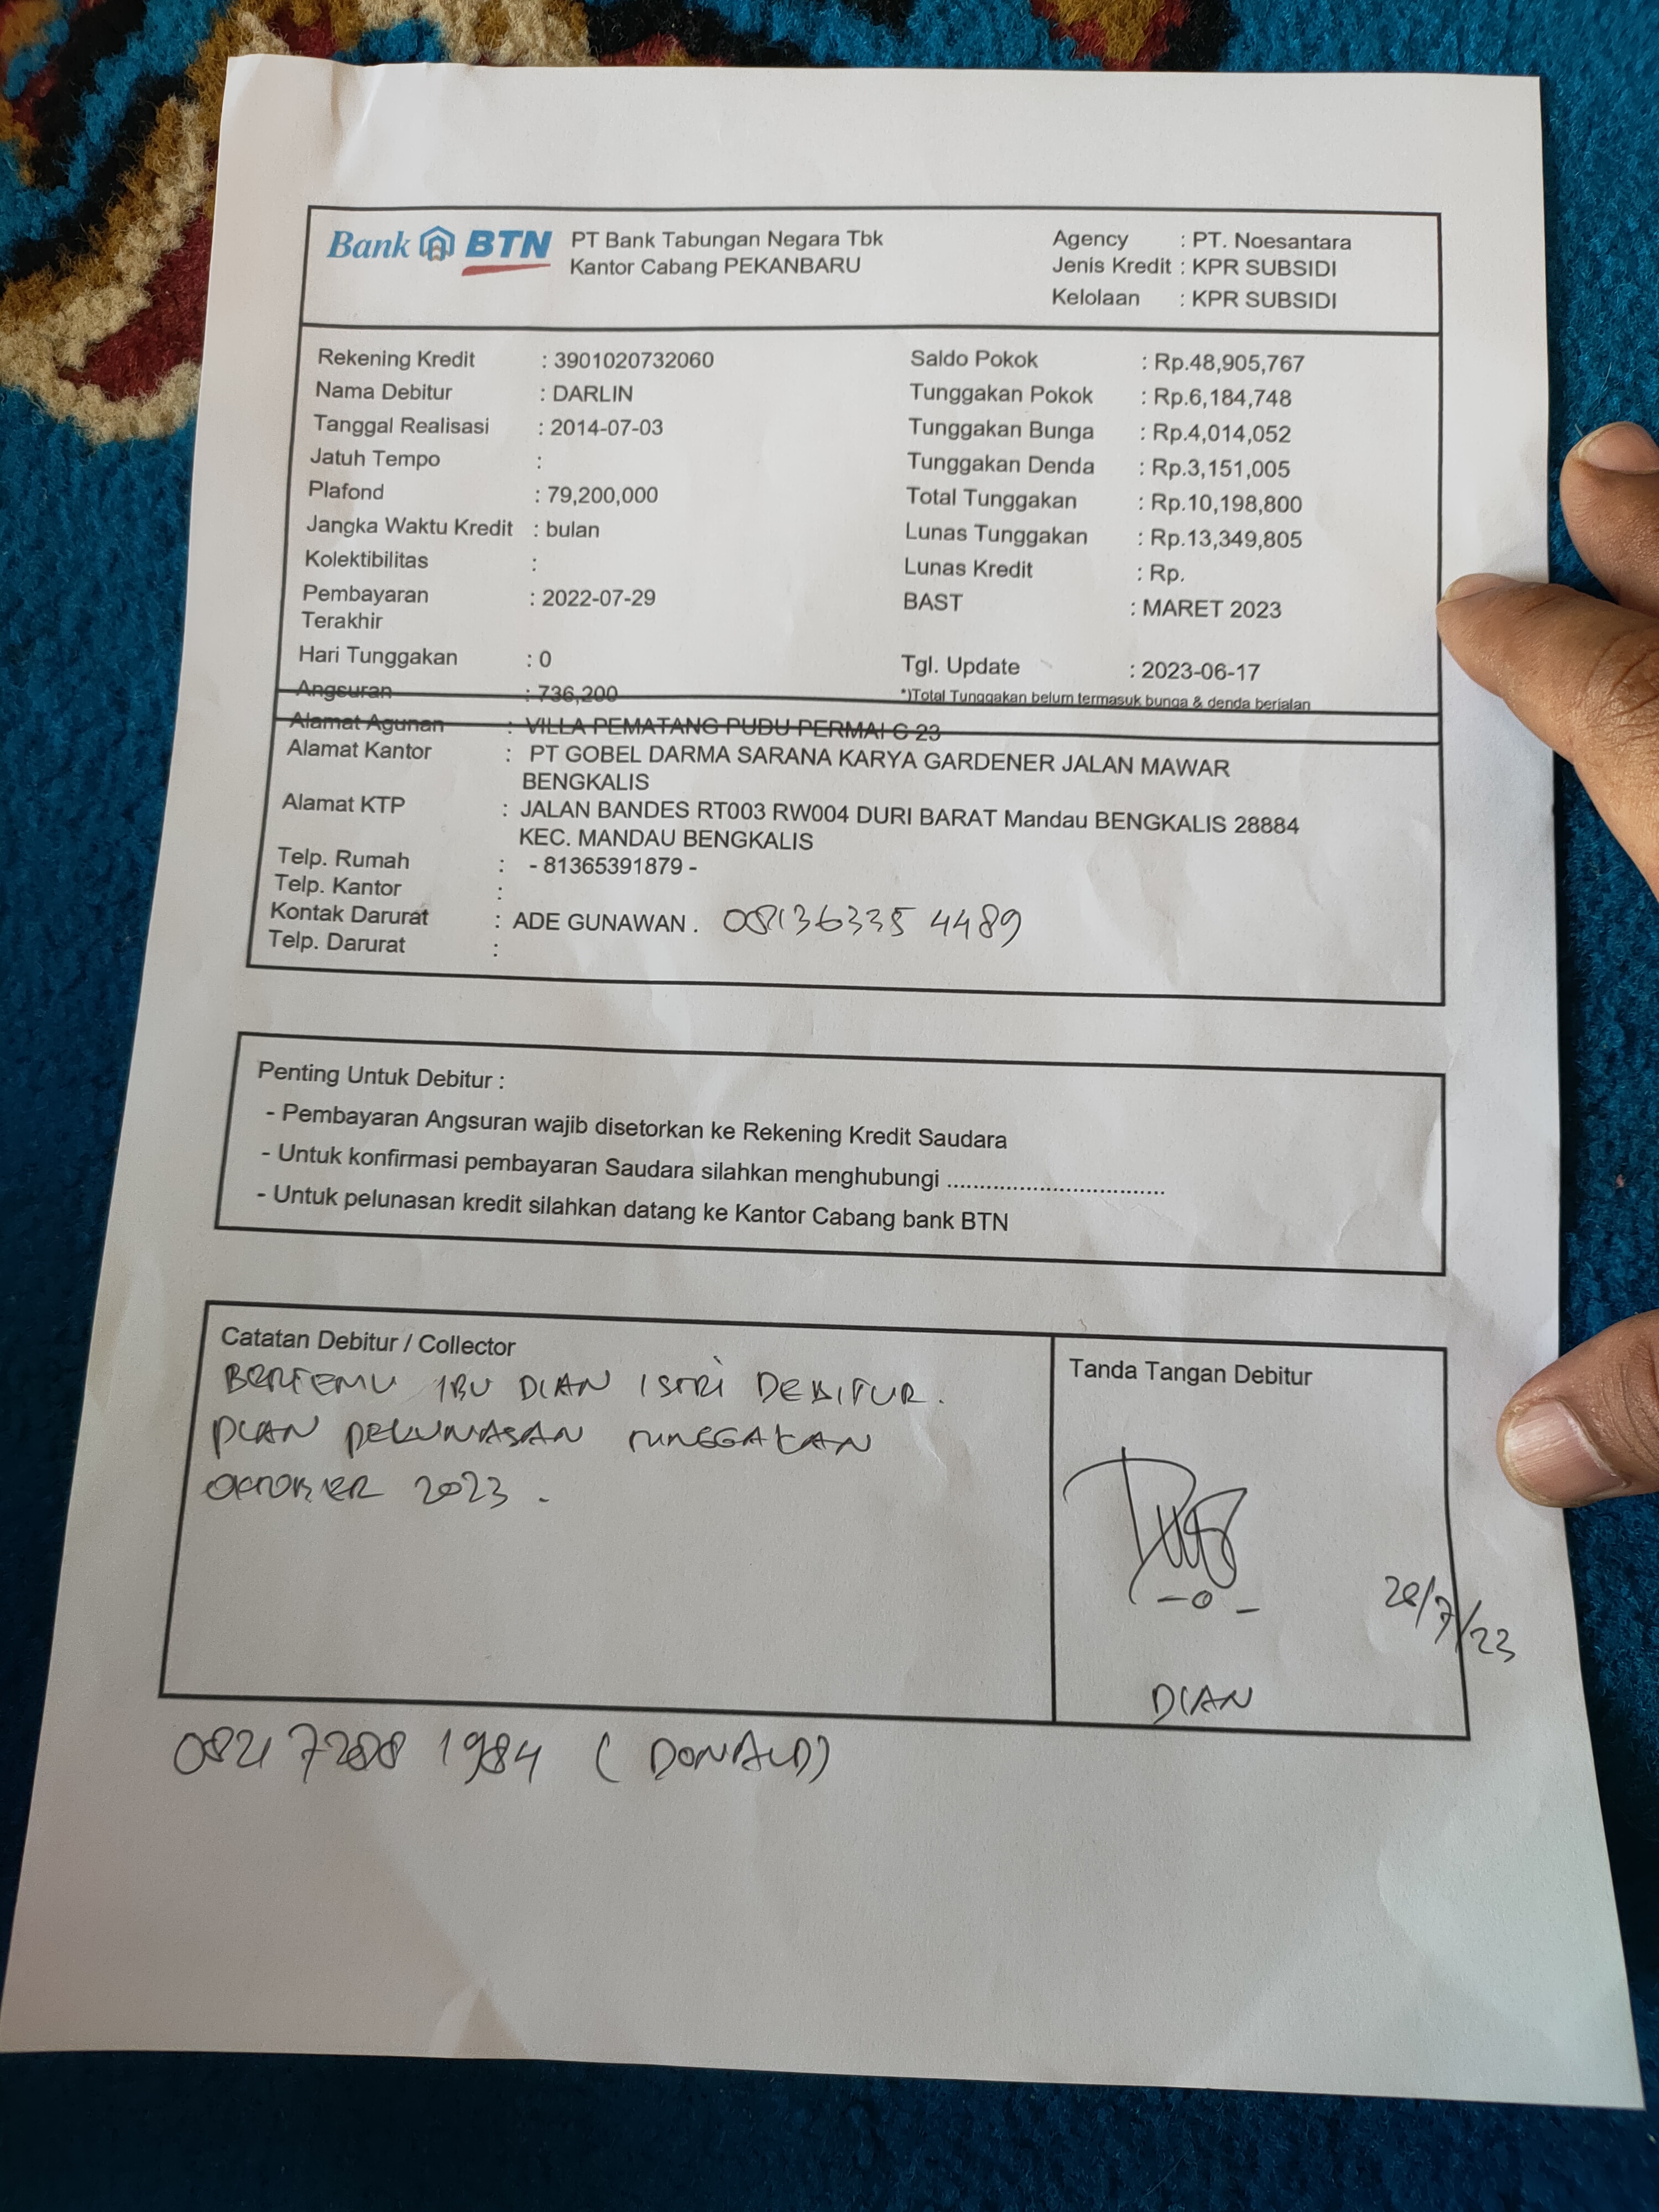 Bank BTN PT Bank Tabungan Negara Tbk
Kantor Cabang PEKANBARU
Agency : PT. Noesantara
Jenis Kredit : KPR SUBSIDI
Kelolaan : KPR SUBSIDI
Rekening Kredit : 3901020732060
Nama Debitur : DARLIN
Tanggal Realisasi : 2014-07-03
Jatuh Tempo :
Plafond : 79,200,000
Jangka Waktu Kredit : bulan
Kolektibilitas :
Pembayaran Terakhir : 2022-07-29
Hari Tunggakan : 0
Angsuran : 736,200
Saldo Pokok : Rp.48,905,767
Tunggakan Pokok : Rp.6,184,748
Tunggakan Bunga : Rp.4,014,052
Tunggakan Denda : Rp.3,151,005
Total Tunggakan : Rp.10,198,800
Lunas Tunggakan : Rp.13,349,805
Lunas Kredit : Rp.
BAST : MARET 2023
Tgl. Update : 2023-06-17
*)Total Tunggakan belum termasuk bunga & denda berjalan
Alamat Agunan : VILLA PEMATANG PUDU PERMAI G 23
Alamat Kantor : PT GOBEL DARMA SARANA KARYA GARDENER JALAN MAWAR
BENGKALIS
Alamat KTP : JALAN BANDES RT003 RW004 DURI BARAT Mandau BENGKALIS 28884
KEC. MANDAU BENGKALIS
Telp. Rumah : - 81365391879 -
Telp. Kantor :
Kontak Darurat : ADE GUNAWAN . 081363354489
Telp. Darurat :
Penting Untuk Debitur :
- Pembayaran Angsuran wajib disetorkan ke Rekening Kredit Saudara
- Untuk konfirmasi pembayaran Saudara silahkan menghubungi .................................
- Untuk pelunasan kredit silahkan datang ke Kantor Cabang bank BTN
Catatan Debitur / Collector
BERTEMU IBU DIAN ISTRI DEBITUR.
PLAN PELUNASAN TUNGGAKAN
OKTOBER 2023.
Tanda Tangan Debitur
28/7/23
DIAN
0821 7288 1984 (DONALD)